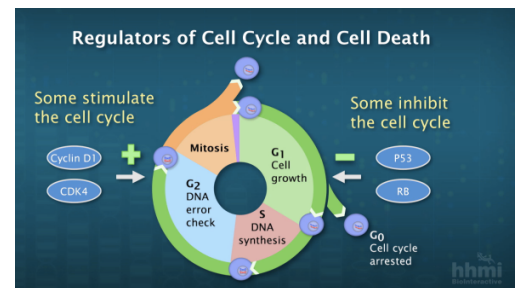 Regulators of Cell Cycle and Cell Death
Some stimulate
the cell cycle
Cyclin D1
CDK4
Some inhibit
the cell cycle
P53
RB
Mitosis
G1
Cell
growth
G2
DNA
error
check
S
DNA
synthesis
G0
Cell cycle
arrested
hhmi
BioInteractive